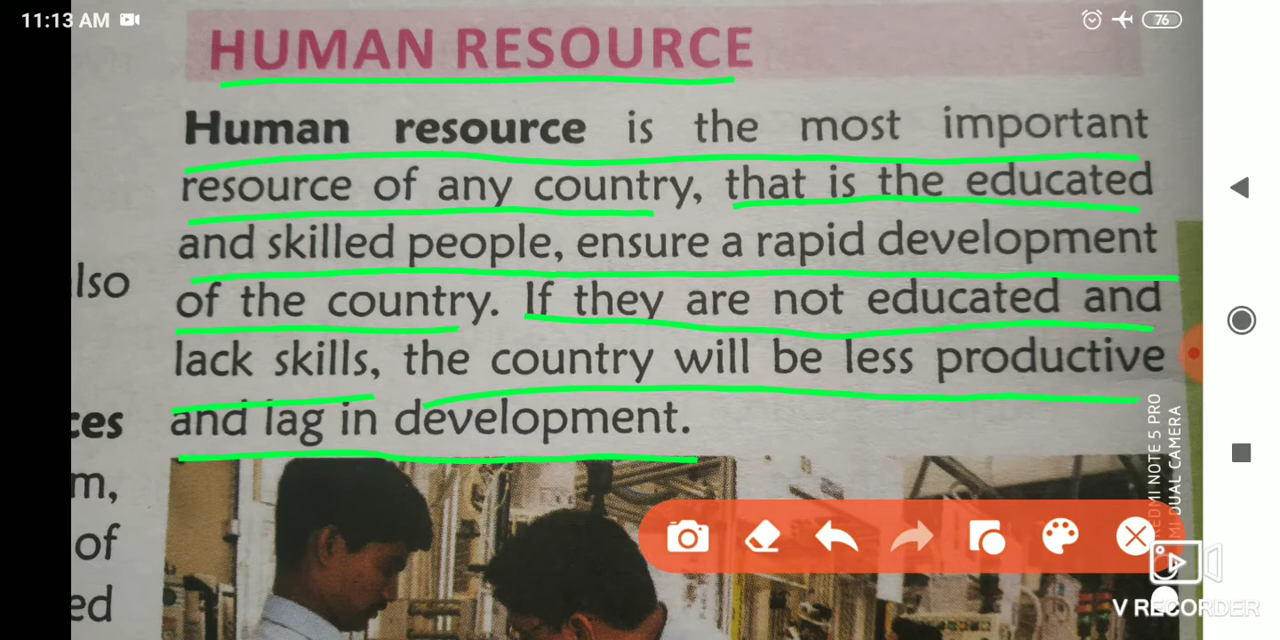 11:13 AM
76
HUMAN RESOURCE
Human resource is the most important
resource of any country, that is the educated
and skilled people, ensure a rapid development
of the country. If they are not educated and
lack skills, the country will be less productive
and lag in development.
lso
ces
m,
of
ed
REDMI NOTE 5 PRO
MI DUAL CAMERA
V RECORDER